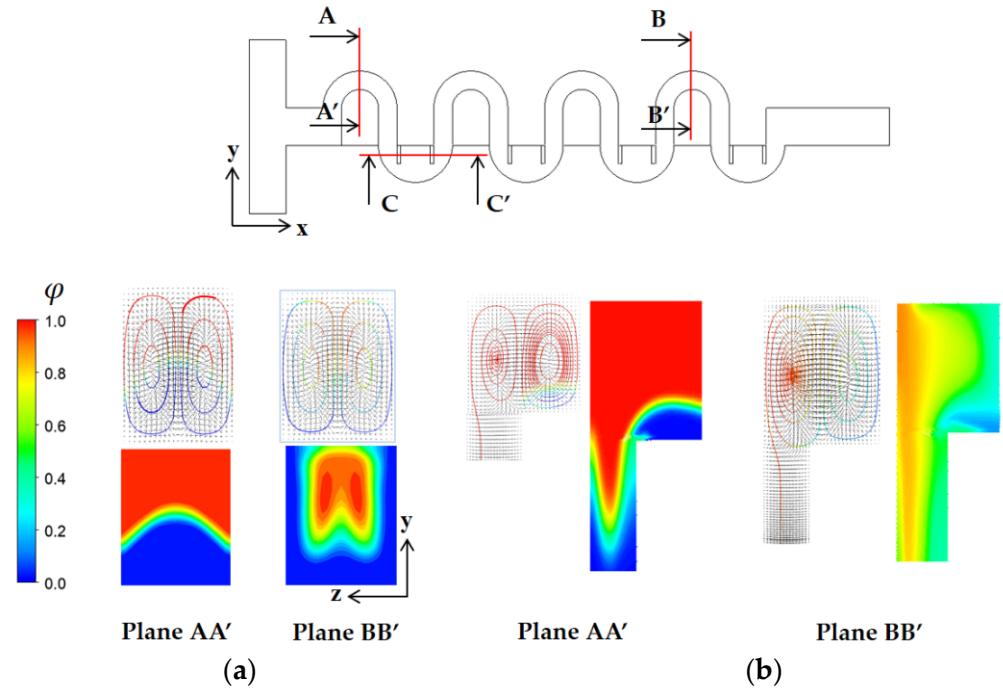 A
B
A′
B′
y
C
C′
x
φ
1.0
0.8
0.6
0.4
0.2
0.0
y
z
Plane AA′
Plane BB′
Plane AA′
Plane BB′
(a)
(b)